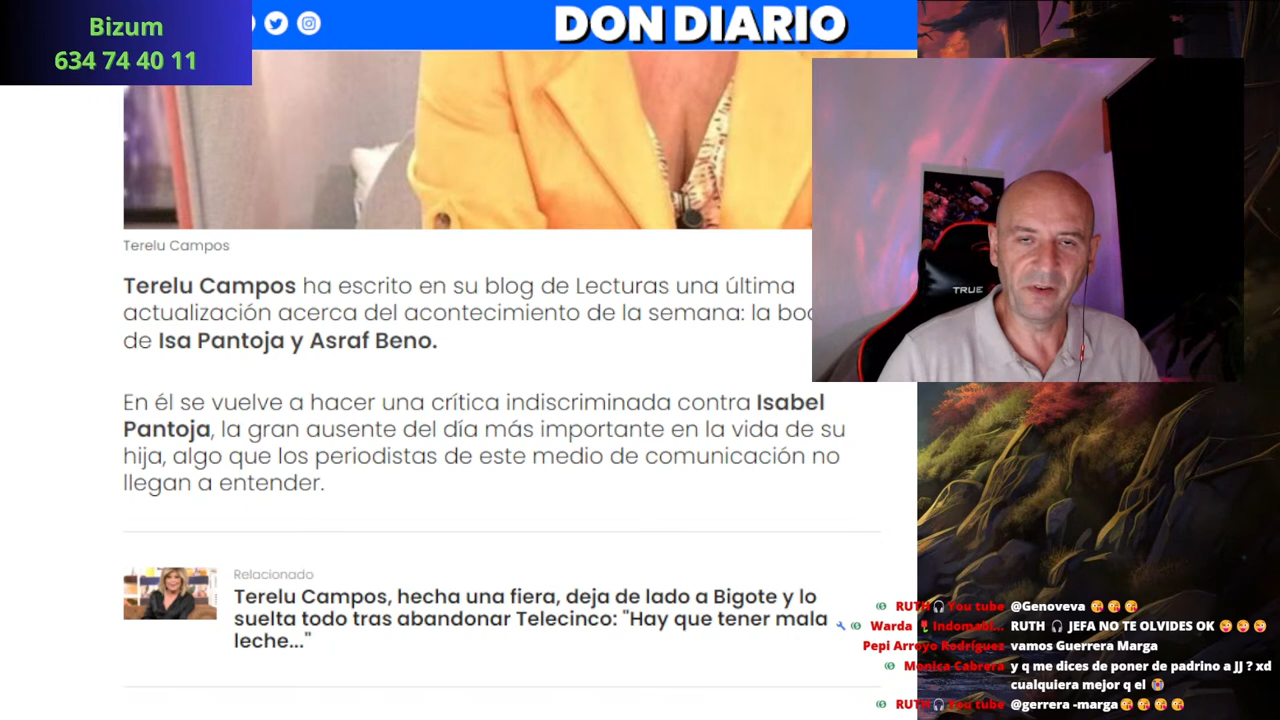 Bizum
634 74 40 11
DON DIARIO
TRUE
Terelu Campos
Terelu Campos ha escrito en su blog de Lecturas una última
actualización acerca del acontecimiento de la semana: la
de Isa Pantoja y Asraf Beno.
En él se vuelve a hacer una crítica indiscriminada contra Isabel
Pantoja, la gran ausente del día más importante en la vida de su
hija, algo que los periodistas de este medio de comunicación no
llegan a entender.
Relacionado
Terelu Campos, hecha una fiera, deja de lado a Bigote y lo
suelta todo tras abandonar Telecinco: "Hay que tener mala
leche..."
RUTH🎧You tube @Genoveva 😘😘😘
Warda 🌹Indomabl... RUTH 🎧 JEFA NO TE OLVIDES OK 😜😜😜
Pepi Arroyo Rodríguez vamos Guerrera Marga
Monica Cabrera y q me dices de poner de padrino a JJ ? xd
cualquiera mejor q el 😭
RUTH🎧You tube @gerrera -marga😘😘😘😘